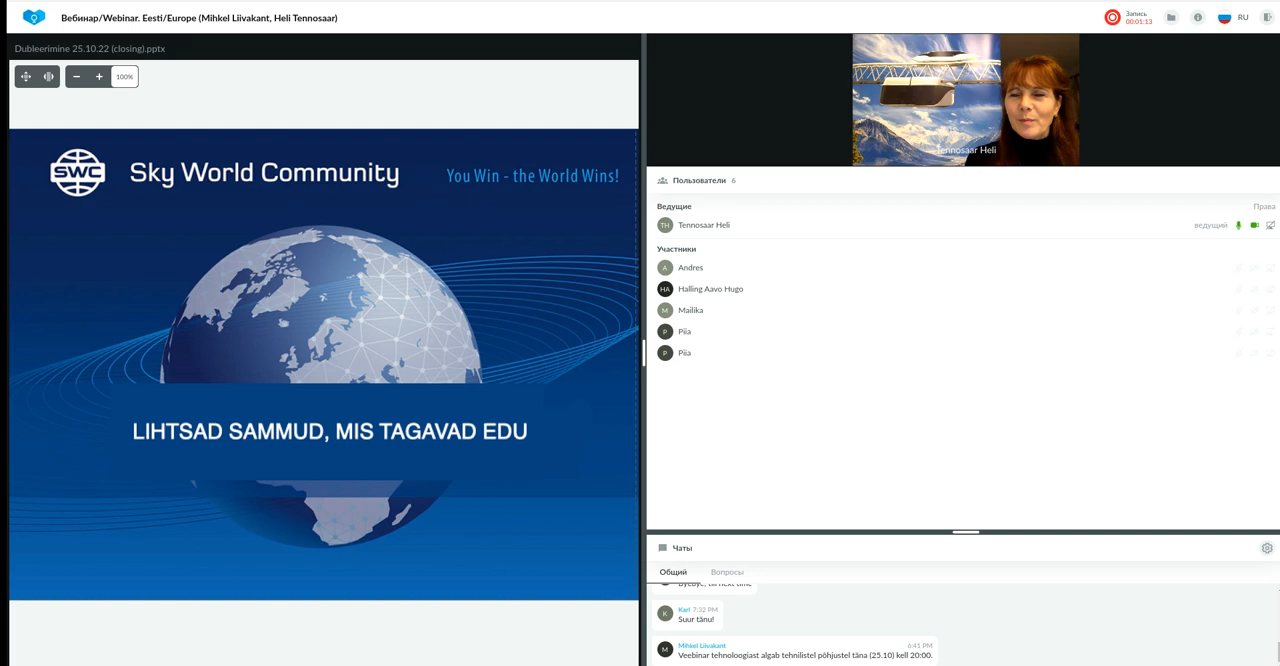 Вебинар/Webinar. Eesti/Europe (Mihkel Liivakant, Heli Tennosaar)
Запись
00:01:13
RU
Dubleerimine 25.10.22 (closing).pptx
100%
SWC
Sky World Community
You Win - the World Wins!
LIHTSAD SAMMUD, MIS TAGAVAD EDU
Tennosaar Heli
Пользователи 6
Ведущие
Права
TH Tennosaar Heli
ведущий
Участники
A Andres
HA Halling Aavo Hugo
M Mailika
P Piia
P Piia
Чаты
Общий
Вопросы
Byebye, till next time
K Karl 7:32 PM
Suur tänu!
M Mihkel Liivakant 6:41 PM
Veebinar tehnoloogiast algab tehnilistel põhjustel täna (25.10) kell 20:00.